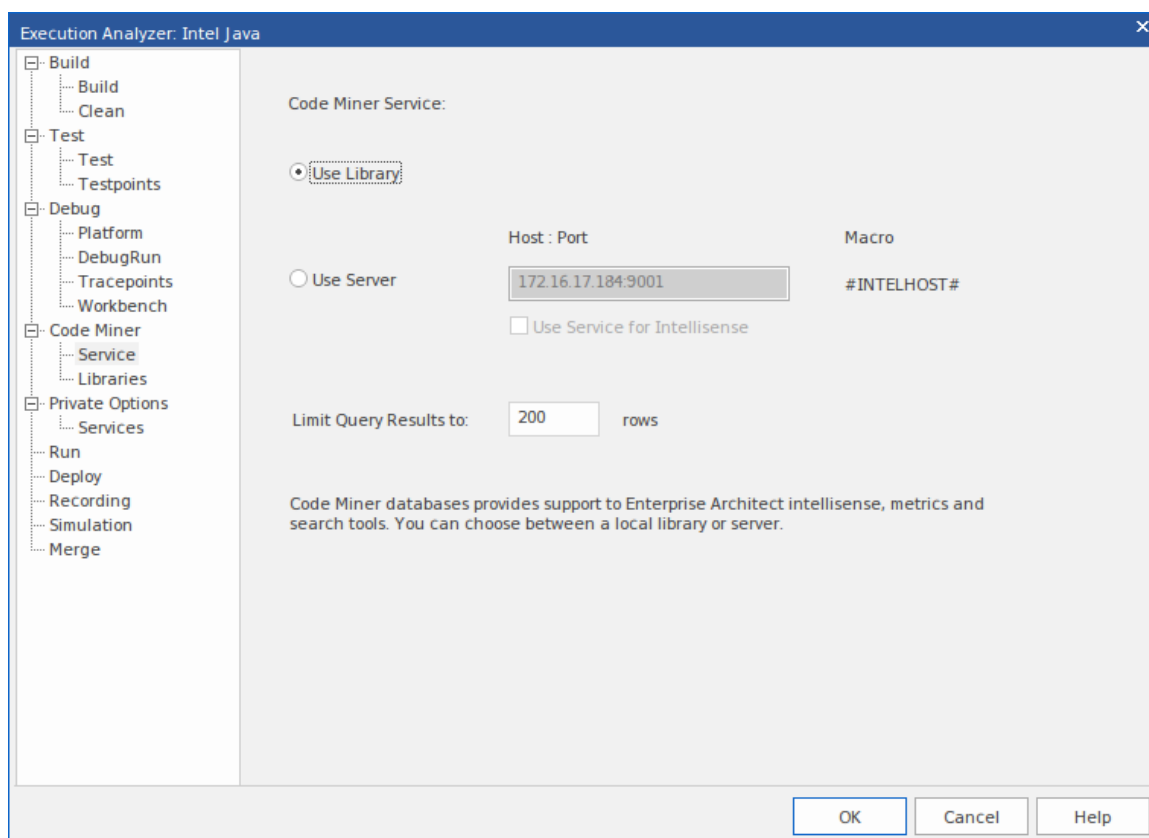 Execution Analyzer: Intel Java
Build
Build
Clean
Test
Test
Testpoints
Debug
Platform
DebugRun
Tracepoints
Workbench
Code Miner
Service
Libraries
Private Options
Services
Run
Deploy
Recording
Simulation
Merge
Code Miner Service:
Use Library
Host : Port
Macro
Use Server
172.16.17.184:9001
#INTELHOST#
Use Service for Intellisense
Limit Query Results to:
200
rows
Code Miner databases provides support to Enterprise Architect intellisense, metrics and
search tools. You can choose between a local library or server.
OK
Cancel
Help